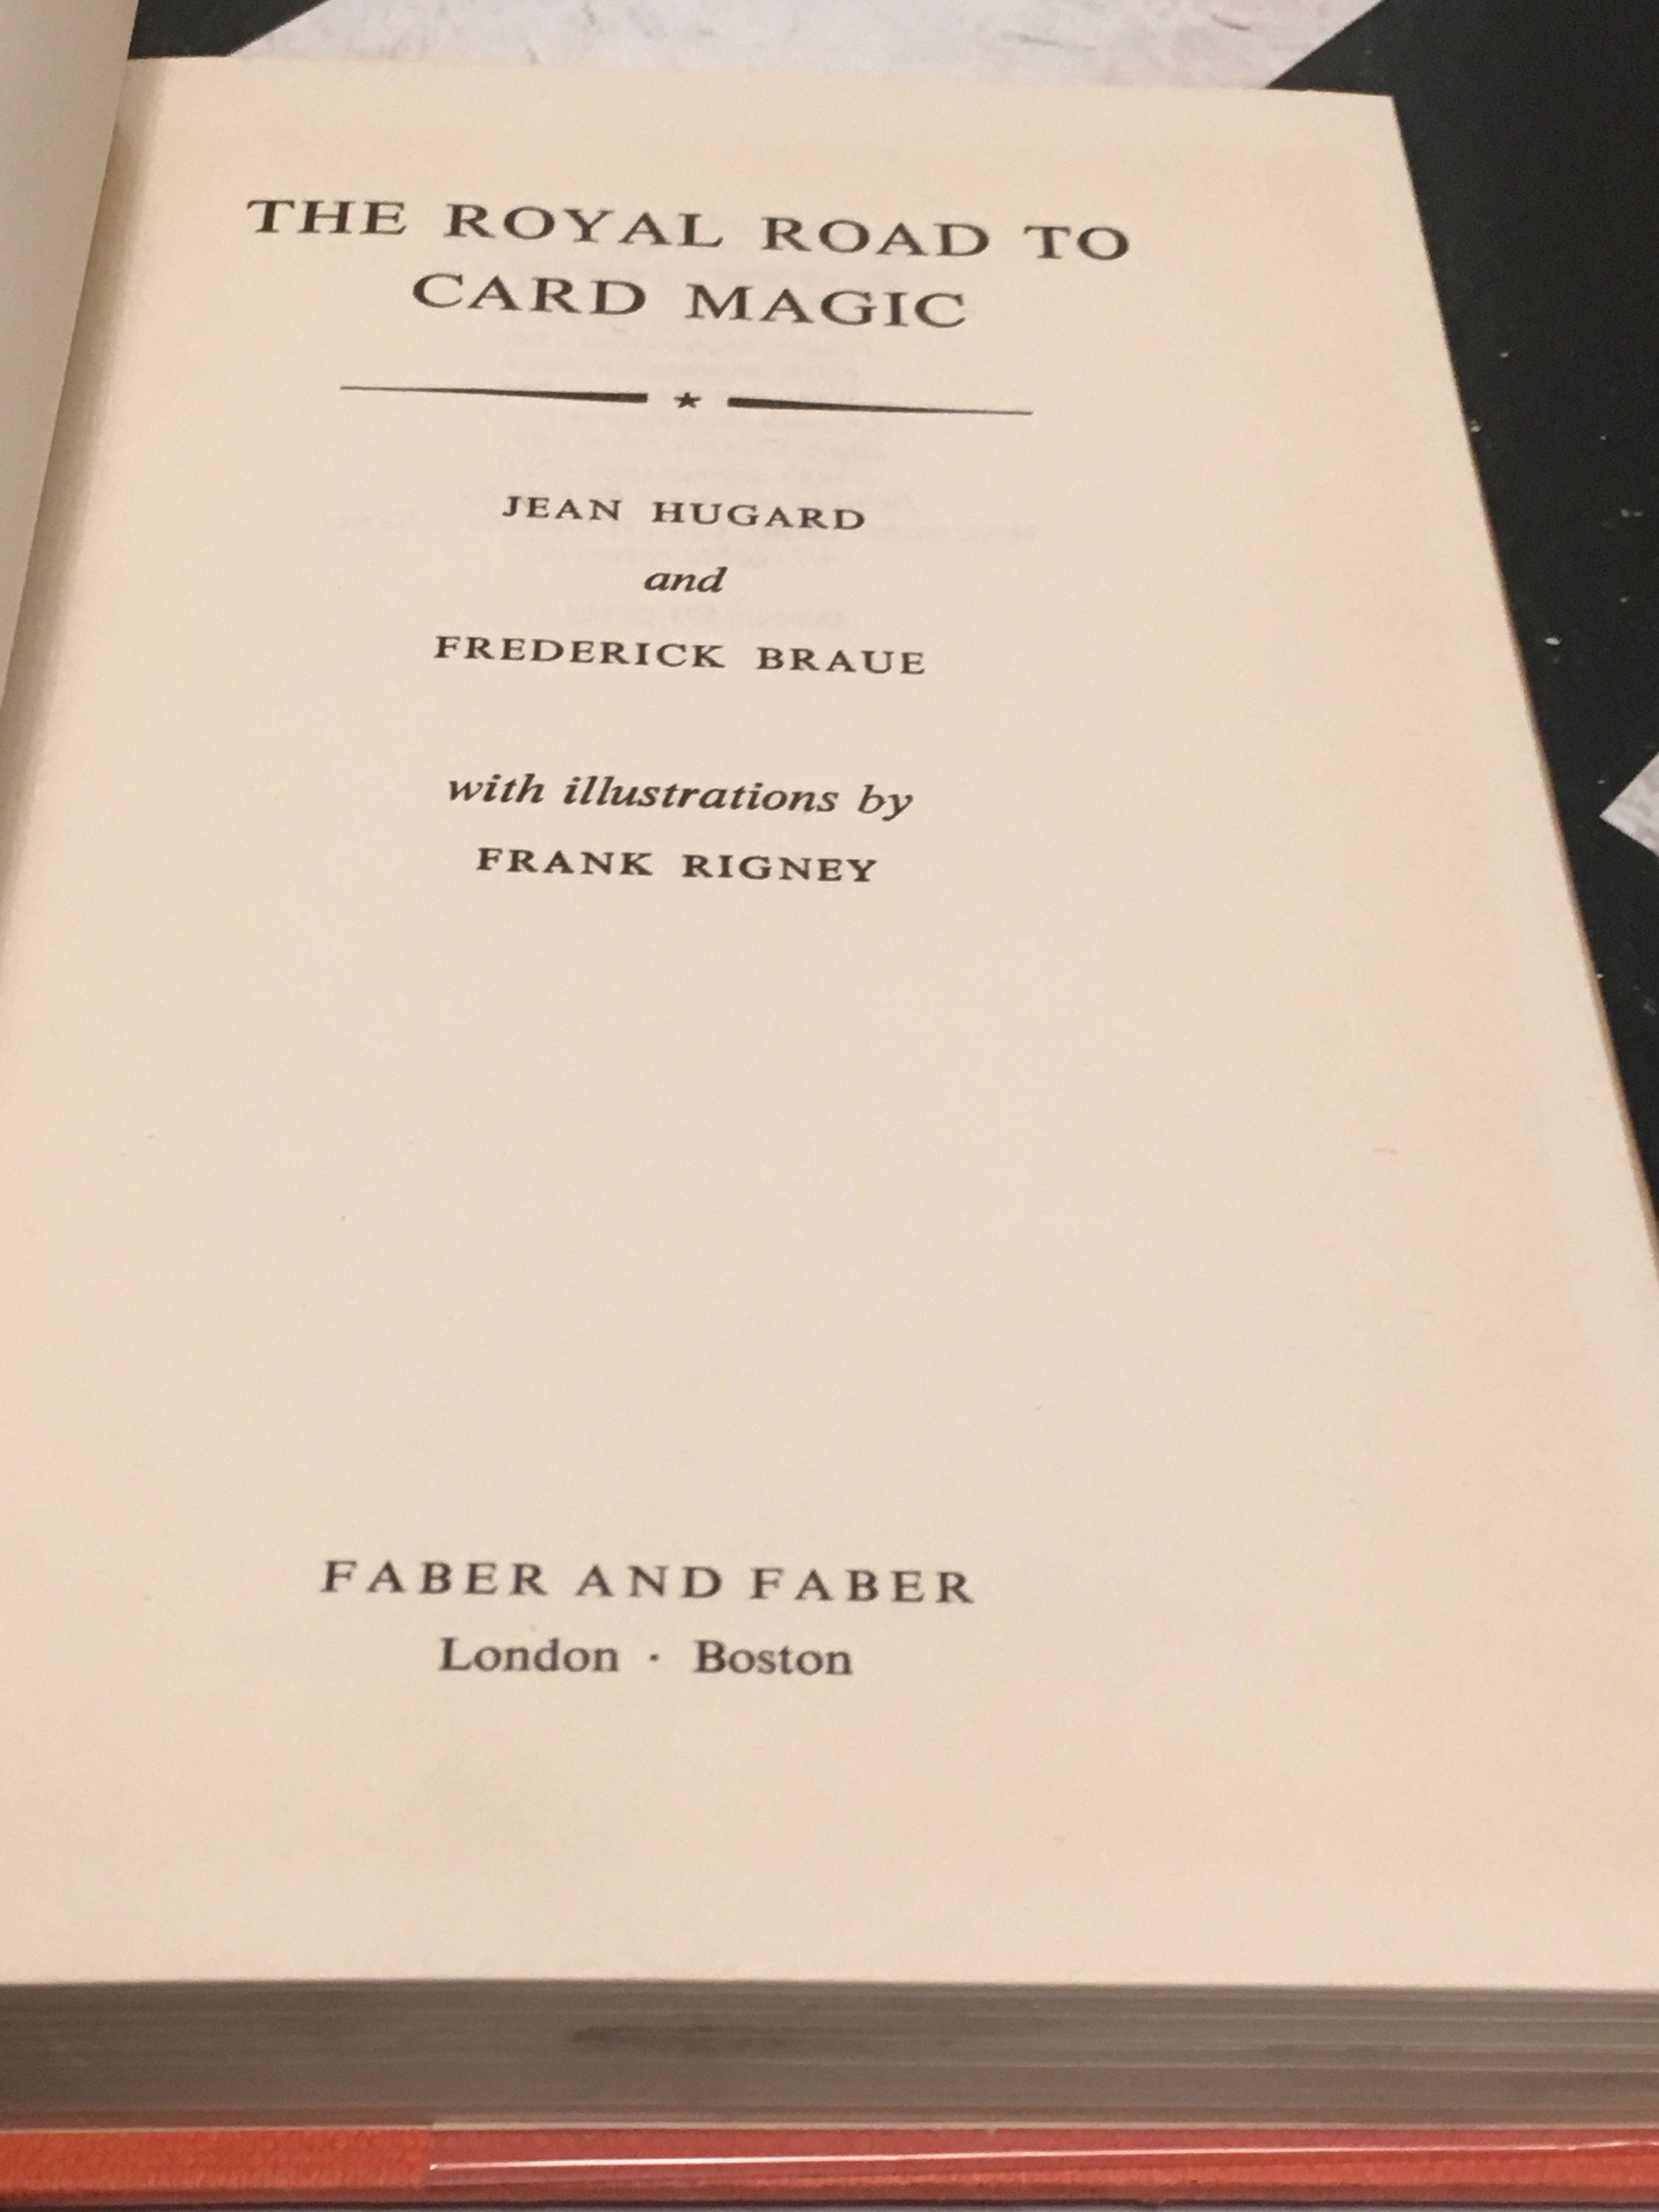 THE ROYAL ROAD TO
CARD MAGIC
JEAN HUGARD
and
FREDERICK BRAUE
with illustrations by
FRANK RIGNEY
FABER AND FABER
London · Boston